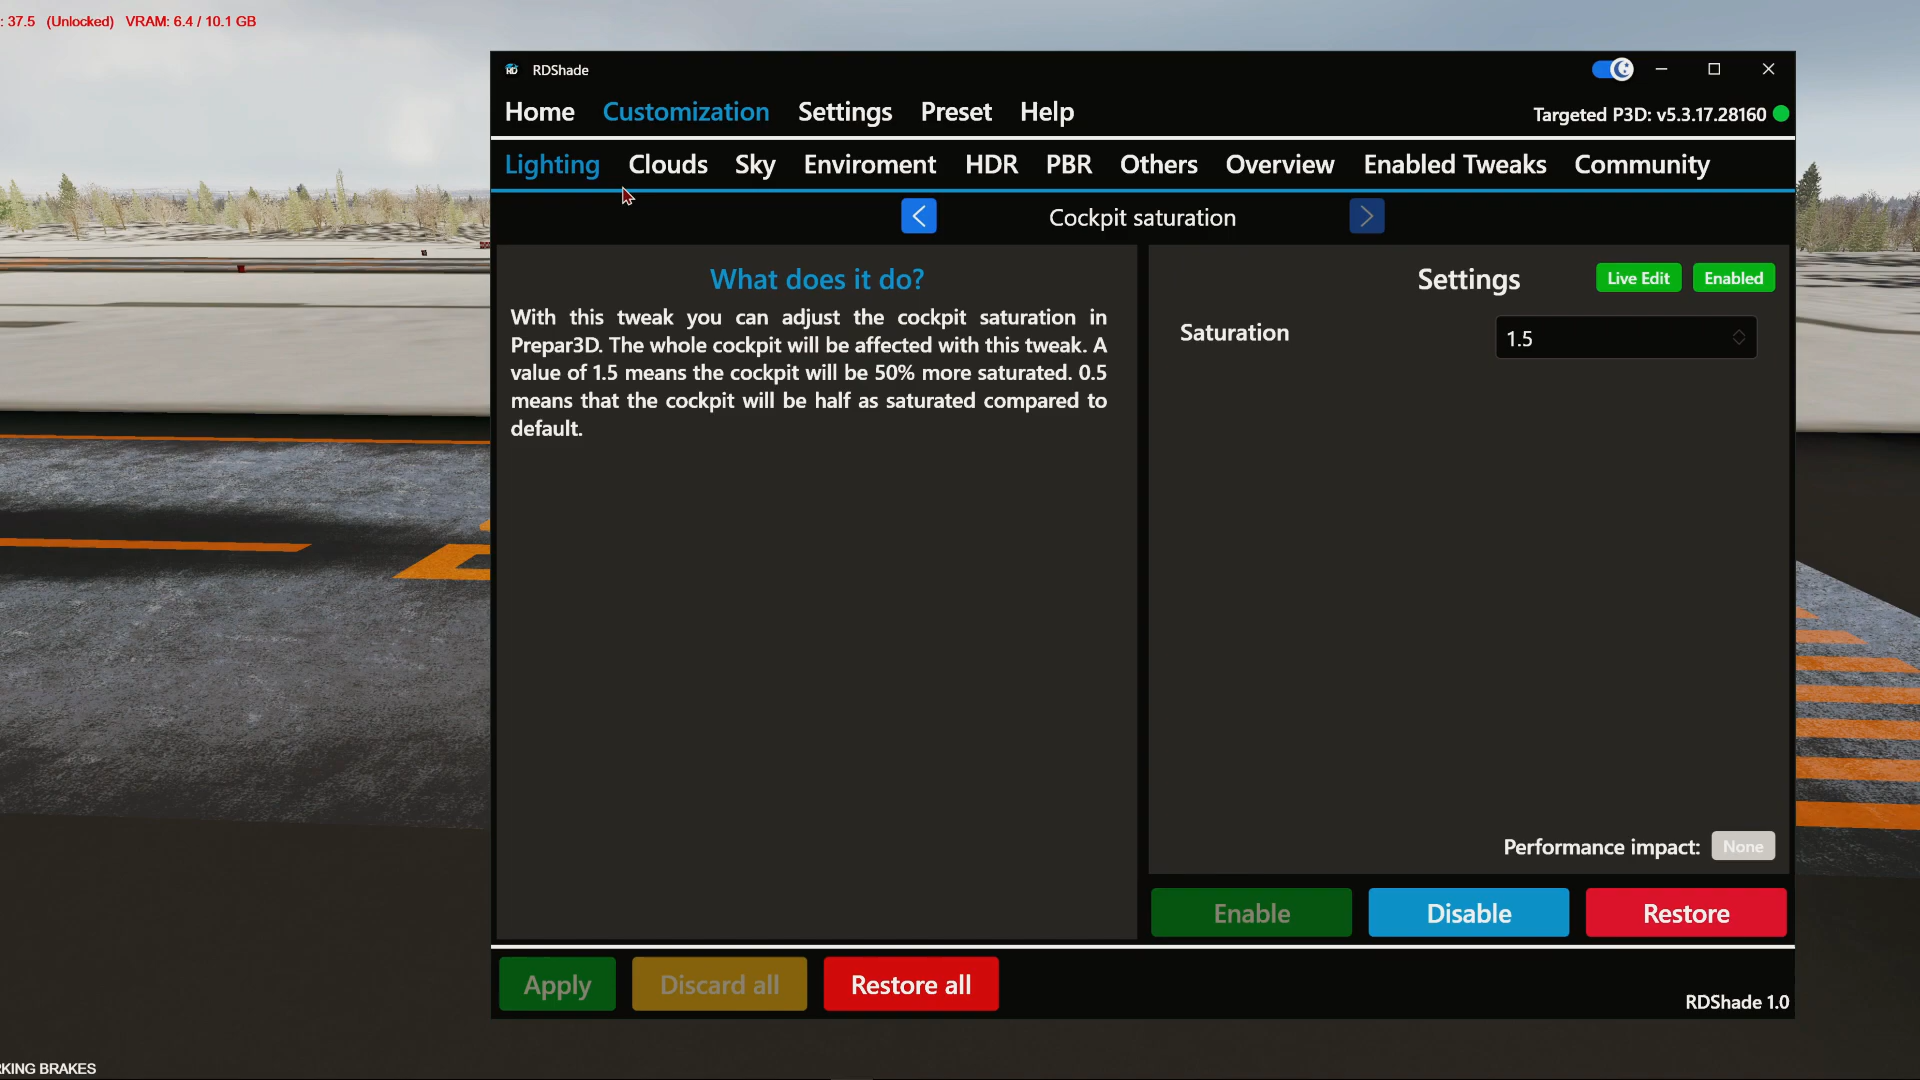 : 37.5 (Unlocked) VRAM: 6.4 / 10.1 GB
RDShade
Home Customization Settings Preset Help
Targeted P3D: v5.3.17.28160
Lighting Clouds Sky Enviroment HDR PBR Others Overview Enabled Tweaks Community
Cockpit saturation
What does it do?
With this tweak you can adjust the cockpit saturation in
Prepar3D. The whole cockpit will be affected with this tweak. A
value of 1.5 means the cockpit will be 50% more saturated. 0.5
means that the cockpit will be half as saturated compared to
default.
Settings
Live Edit
Enabled
Saturation
1.5
Performance impact: None
Enable
Disable
Restore
Apply
Discard all
Restore all
RDShade 1.0
KING BRAKES